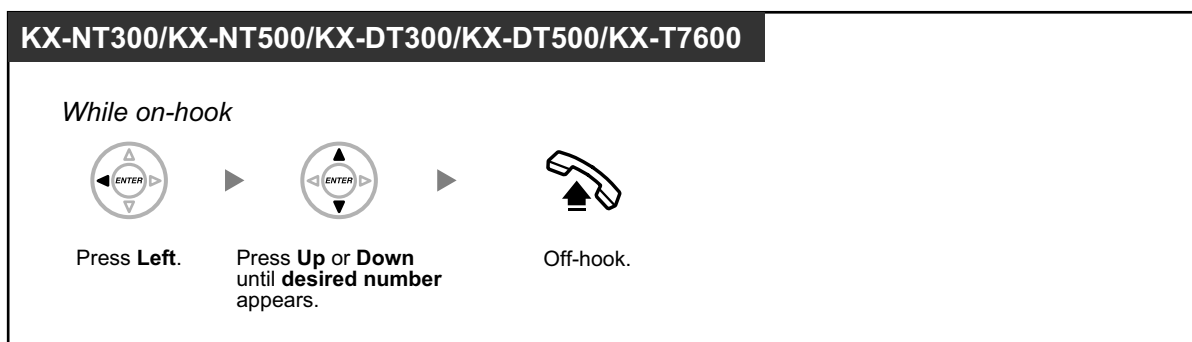 KX-NT300/KX-NT500/KX-DT300/KX-DT500/KX-T7600
While on-hook
ENTER
ENTER
Press Left.
Press Up or Down
until desired number
appears.
Off-hook.